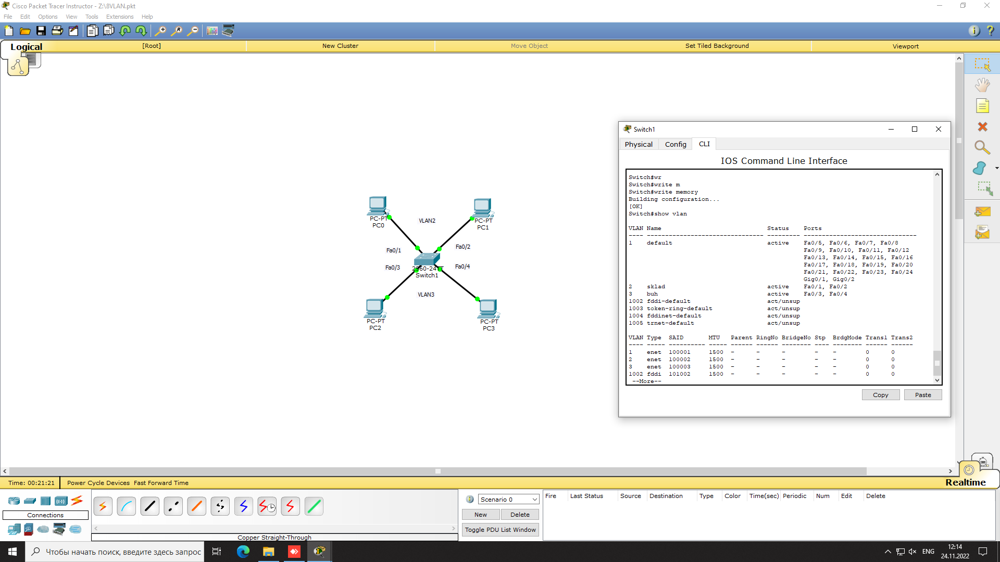 Cisco Packet Tracer Instructor - Z:\8VLAN.pkt
File Edit Options View Tools Extensions Help
Logical [Root] New Cluster Move Object Set Tiled Background Viewport
PC-PT
PC0
VLAN2
PC-PT
PC1
Fa0/1
Fa0/2
Fa0/3
2960-24TT
Fa0/4
Switch1
VLAN3
PC-PT
PC2
PC-PT
PC3
Switch1
Physical Config CLI
IOS Command Line Interface
Switch#wr
Switch#write m
Switch#write memory
Building configuration...
[OK]
Switch#show vlan
VLAN Name Status Ports
---- -------------------------------- --------- -------------------------------
1 default active Fa0/5, Fa0/6, Fa0/7, Fa0/8
Fa0/9, Fa0/10, Fa0/11, Fa0/12
Fa0/13, Fa0/14, Fa0/15, Fa0/16
Fa0/17, Fa0/18, Fa0/19, Fa0/20
Fa0/21, Fa0/22, Fa0/23, Fa0/24
Gig0/1, Gig0/2
2 sklad active Fa0/1, Fa0/2
3 buh active Fa0/3, Fa0/4
1002 fddi-default act/unsup
1003 token-ring-default act/unsup
1004 fddinet-default act/unsup
1005 trnet-default act/unsup
VLAN Type SAID MTU Parent RingNo BridgeNo Stp BrdgMode Trans1 Trans2
---- ----- ---------- ----- ------ ------ -------- ---- -------- ------ ------
1 enet 100001 1500 - - - - - 0 0
2 enet 100002 1500 - - - - - 0 0
3 enet 100003 1500 - - - - - 0 0
1002 fddi 101002 1500 - - - - - 0 0
--More--
Copy Paste
Realtime
Time: 00:21:21 Power Cycle Devices Fast Forward Time
Connections
Copper Straight-Through
Scenario 0
New Delete
Toggle PDU List Window
Fire Last Status Source Destination Type Color Time(sec) Periodic Num Edit Delete
Чтобы начать поиск, введите здесь запрос
ENG
12:14
24.11.2022